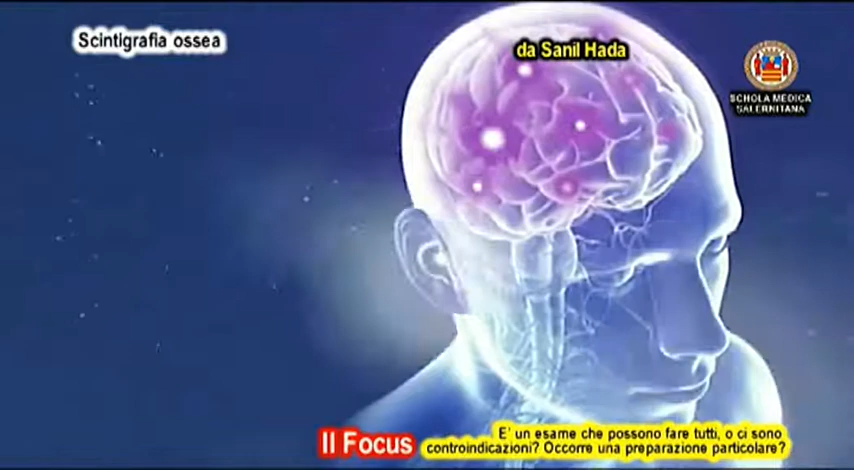 Scintigrafia ossea
da Sanil Hada
SCHOLA MEDICA
SALERNITANA
Il Focus
E' un esame che possono fare tutti, o ci sono
controindicazioni? Occorre una preparazione particolare?